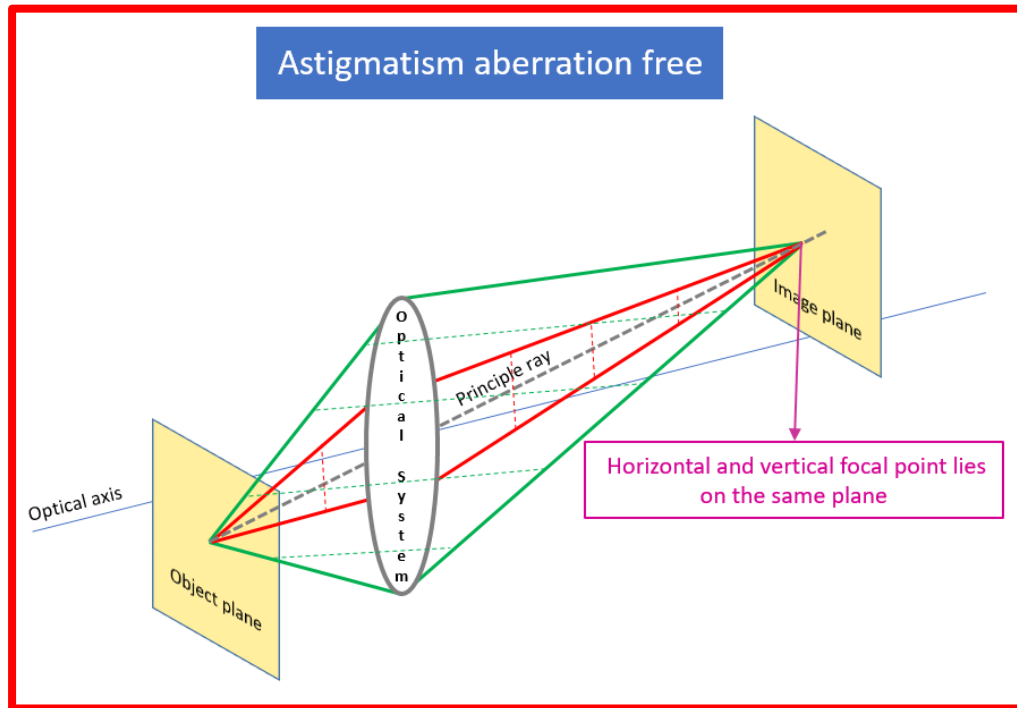 Astigmatism aberration free
Optical System
Principle ray
Image plane
Optical axis
Object plane
Horizontal and vertical focal point lies
on the same plane